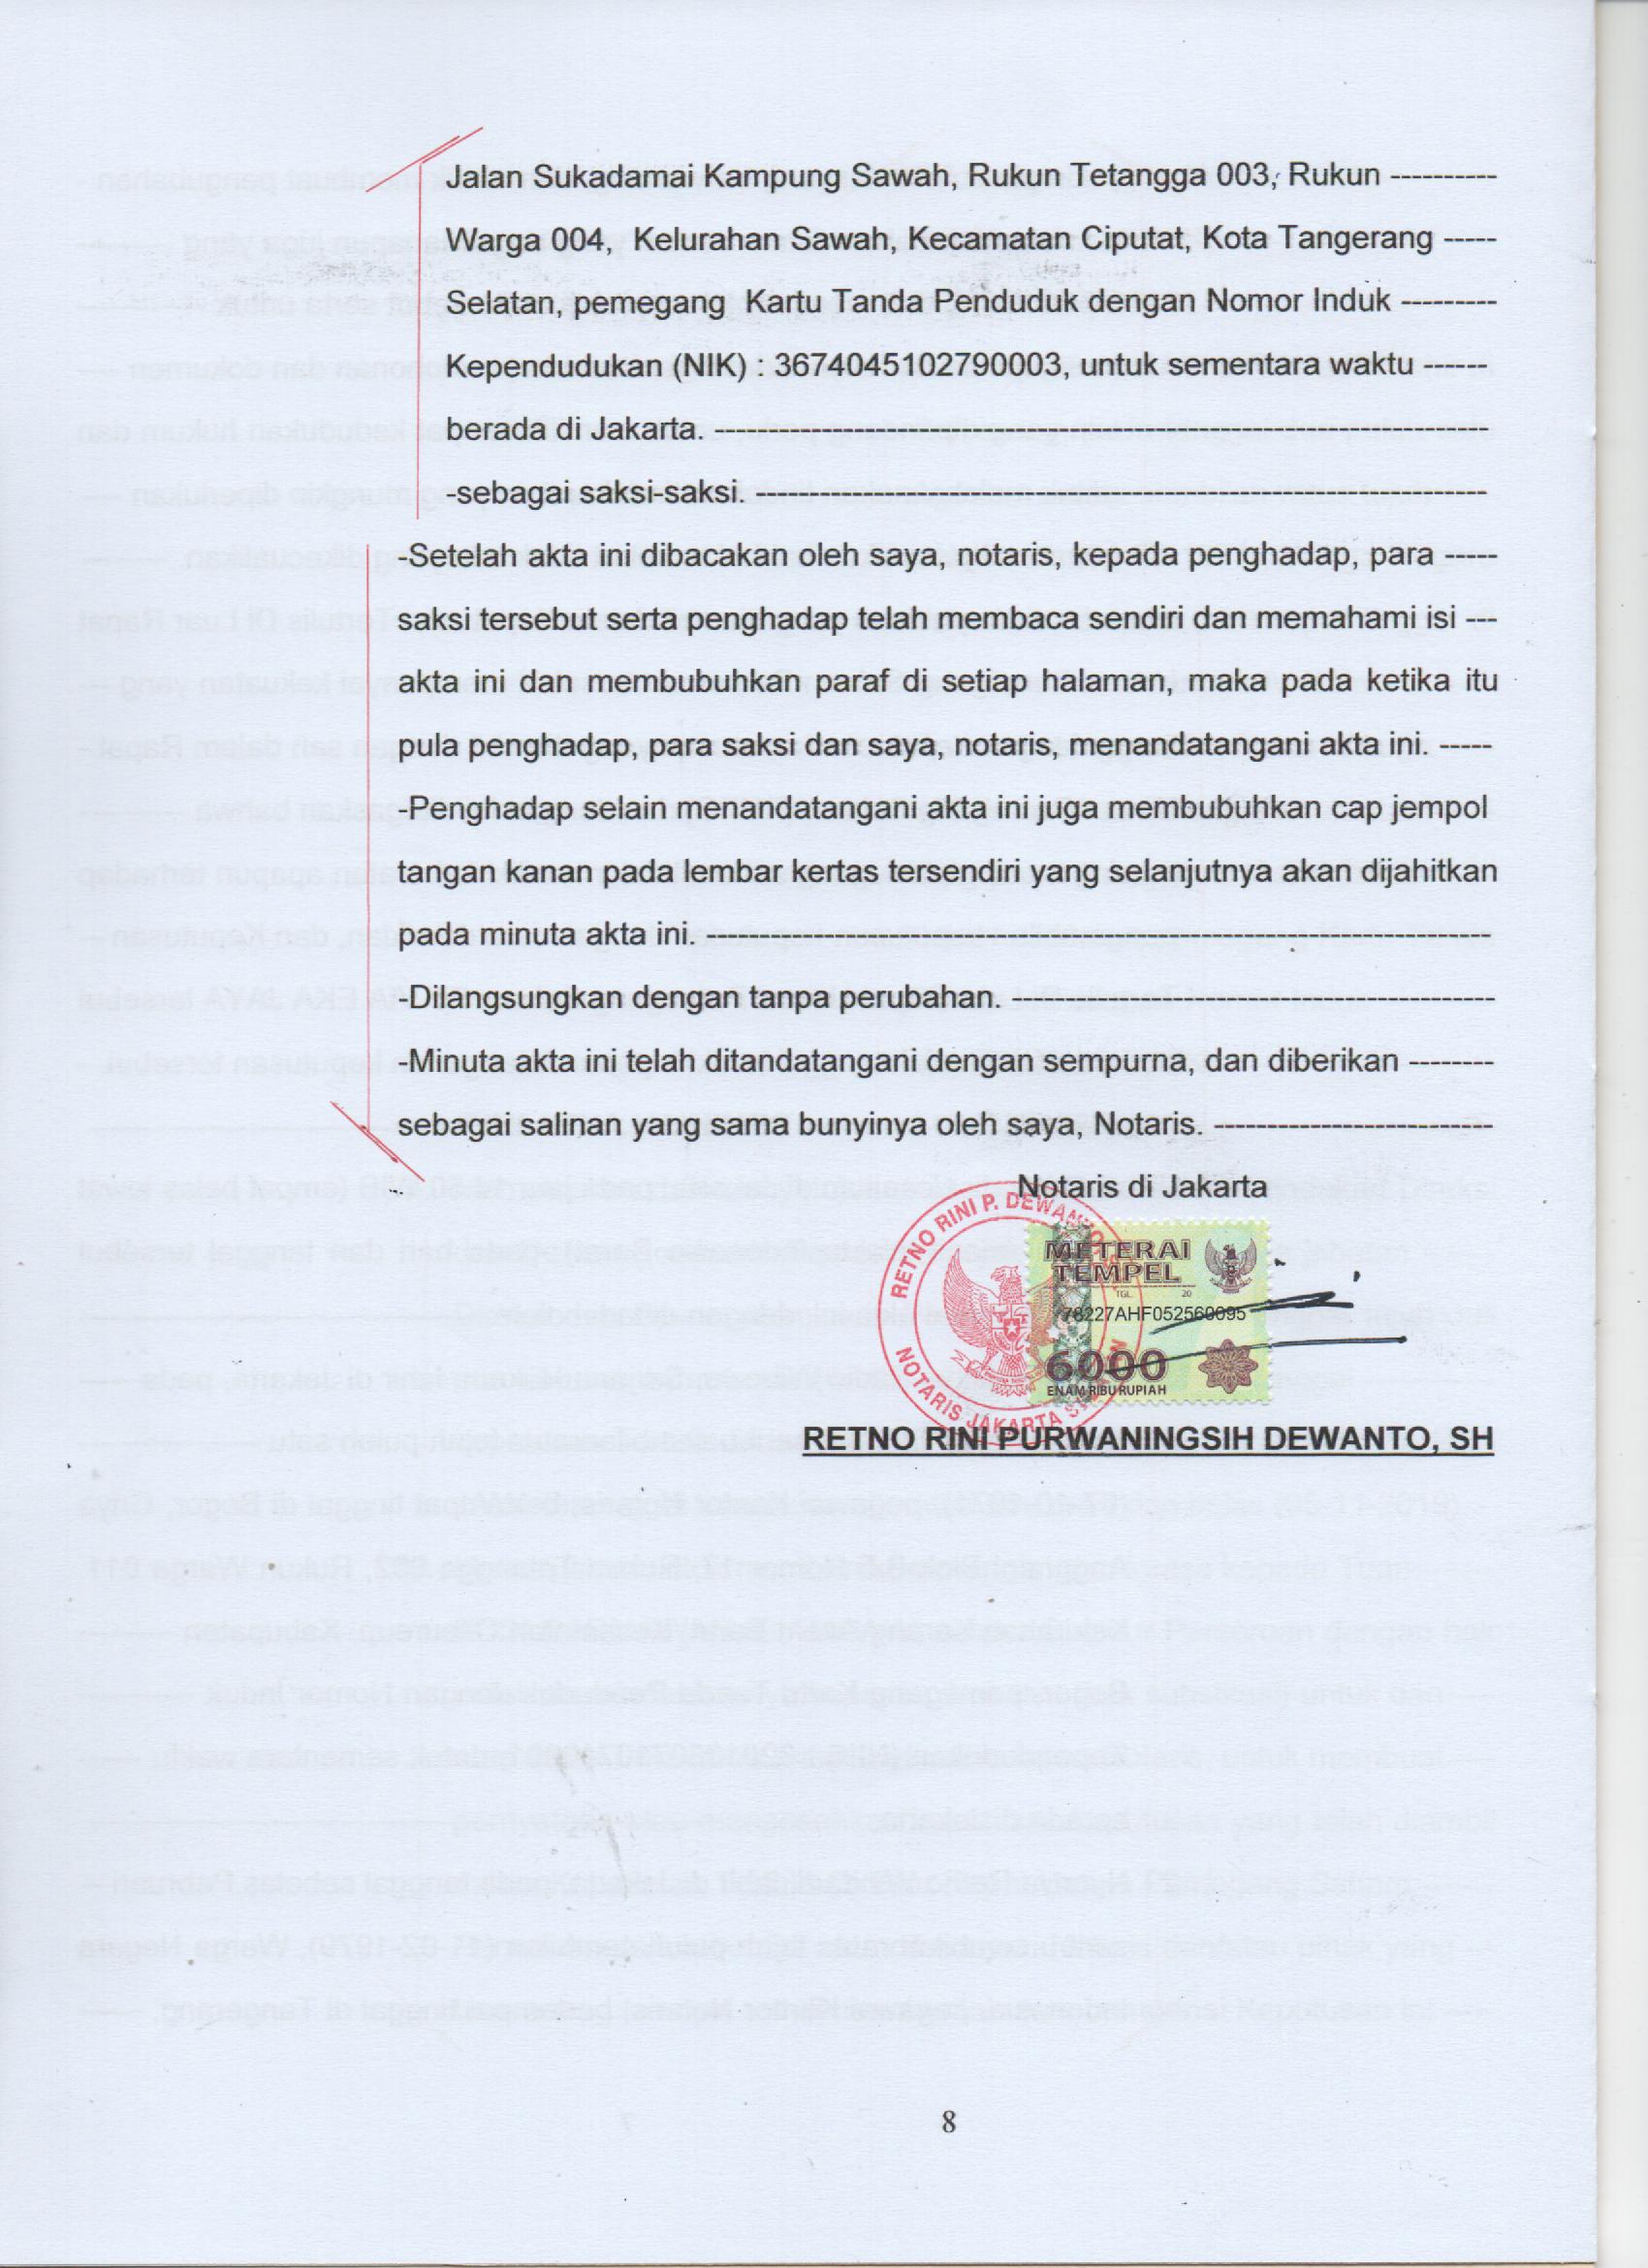 Jalan Sukadamai Kampung Sawah, Rukun Tetangga 003, Rukun ----------
Warga 004, Kelurahan Sawah, Kecamatan Ciputat, Kota Tangerang -----
Selatan, pemegang Kartu Tanda Penduduk dengan Nomor Induk ---------
Kependudukan (NIK) : 3674045102790003, untuk sementara waktu ------
berada di Jakarta. ----------
-sebagai saksi-saksi. ----------
-Setelah akta ini dibacakan oleh saya, notaris, kepada penghadap, para -----
saksi tersebut serta penghadap telah membaca sendiri dan memahami isi ---
akta ini dan membubuhkan paraf di setiap halaman, maka pada ketika itu
pula penghadap, para saksi dan saya, notaris, menandatangani akta ini. -----
-Penghadap selain menandatangani akta ini juga membubuhkan cap jempol
tangan kanan pada lembar kertas tersendiri yang selanjutnya akan dijahitkan
pada minuta akta ini. ----------
-Dilangsungkan dengan tanpa perubahan. ----------
-Minuta akta ini telah ditandatangani dengan sempurna, dan diberikan --------
sebagai salinan yang sama bunyinya oleh saya, Notaris. ----------
Notaris di Jakarta
RETNO RINI P. DEWANTO
NOTARIS JAKARTA
METERAI
TEMPEL
TGL. 20
78227AHF052560095
6000
ENAM RIBU RUPIAH
RETNO RINI PURWANINGSIH DEWANTO, SH
8